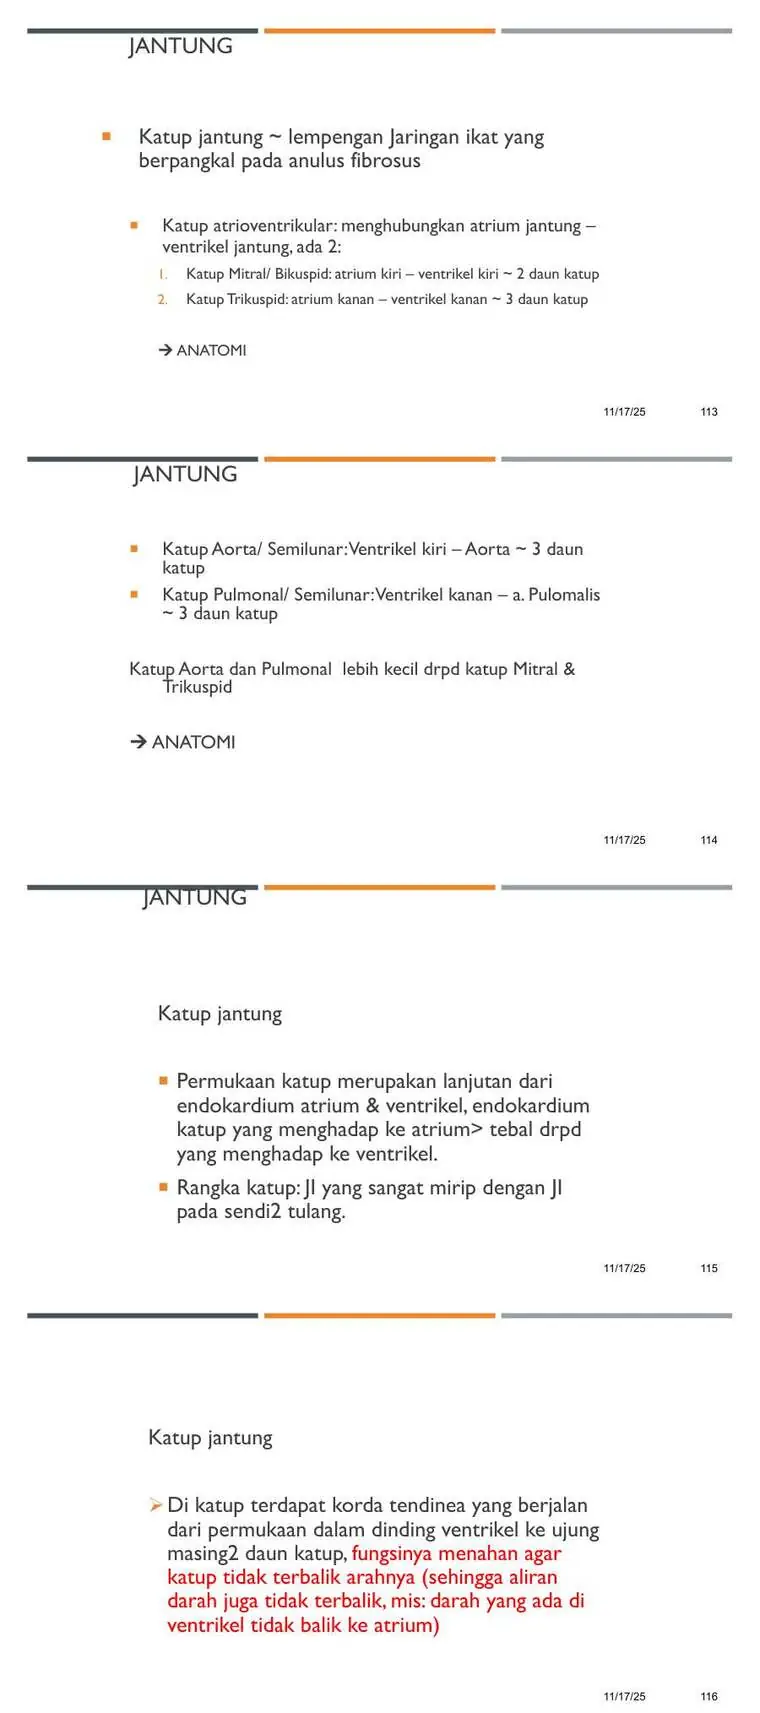 JANTUNG
Katup jantung ~ lempengan Jaringan ikat yang
berpangkal pada anulus fibrosus
Katup atrioventrikular: menghubungkan atrium jantung –
ventrikel jantung, ada 2:
1. Katup Mitral/ Bikuspid: atrium kiri – ventrikel kiri ~ 2 daun katup
2. Katup Trikuspid: atrium kanan – ventrikel kanan ~ 3 daun katup
→ ANATOMI
11/17/25 113
JANTUNG
Katup Aorta/ Semilunar: Ventrikel kiri – Aorta ~ 3 daun
katup
Katup Pulmonal/ Semilunar: Ventrikel kanan – a. Pulomalis
~ 3 daun katup
Katup Aorta dan Pulmonal lebih kecil drpd katup Mitral &
Trikuspid
→ ANATOMI
11/17/25 114
JANTUNG
Katup jantung
Permukaan katup merupakan lanjutan dari
endokardium atrium & ventrikel, endokardium
katup yang menghadap ke atrium> tebal drpd
yang menghadap ke ventrikel.
Rangka katup: JI yang sangat mirip dengan JI
pada sendi2 tulang.
11/17/25 115
Katup jantung
Di katup terdapat korda tendinea yang berjalan
dari permukaan dalam dinding ventrikel ke ujung
masing2 daun katup, fungsinya menahan agar
katup tidak terbalik arahnya (sehingga aliran
darah juga tidak terbalik, mis: darah yang ada di
ventrikel tidak balik ke atrium)
11/17/25 116